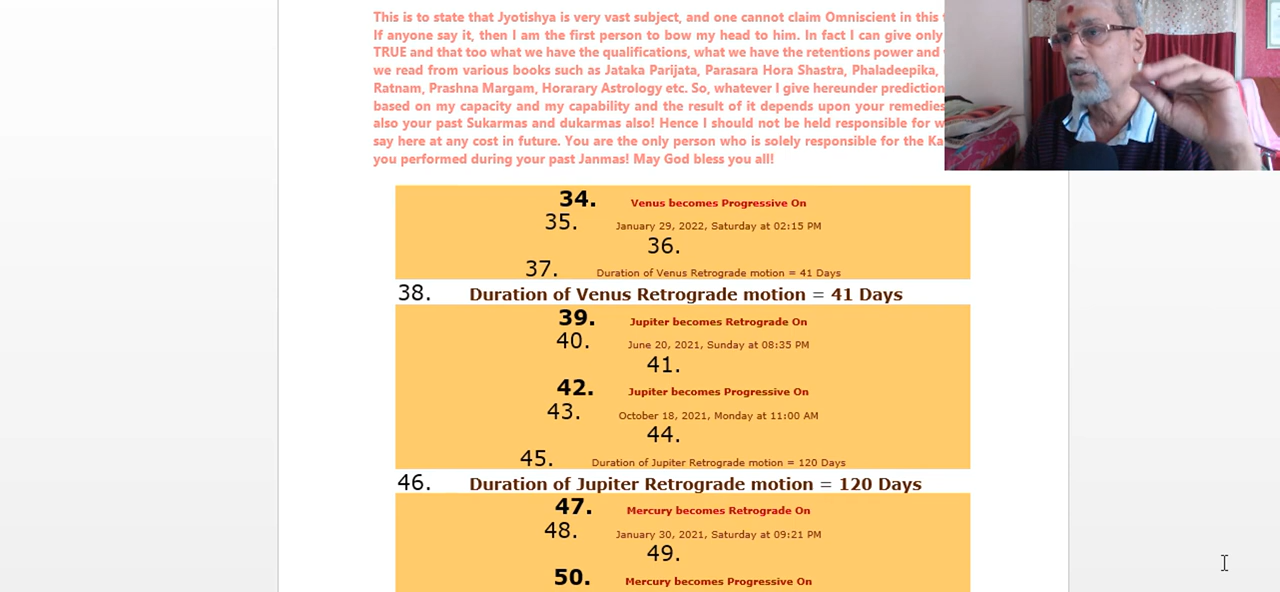 This is to state that Jyotishya is very vast subject, and one cannot claim Omniscient in this
If anyone say it, then I am the first person to bow my head to him. In fact I can give only
TRUE and that too what we have the qualifications, what we have the retentions power and
we read from various books such as Jataka Parijata, Parasara Hora Shastra, Phaladeepika,
Ratnam, Prashna Margam, Horarary Astrology etc. So, whatever I give hereunder prediction
based on my capacity and my capability and the result of it depends upon your remedies
also your past Sukarmas and dukarmas also! Hence I should not be held responsible for
say here at any cost in future. You are the only person who is solely responsible for the
you performed during your past Janmas! May God bless you all!
34. Venus becomes Progressive On
35. January 29, 2022, Saturday at 02:15 PM
36.
37. Duration of Venus Retrograde motion = 41 Days
38. Duration of Venus Retrograde motion = 41 Days
39. Jupiter becomes Retrograde On
40. June 20, 2021, Sunday at 08:35 PM
41.
42. Jupiter becomes Progressive On
43. October 18, 2021, Monday at 11:00 AM
44.
45. Duration of Jupiter Retrograde motion = 120 Days
46. Duration of Jupiter Retrograde motion = 120 Days
47. Mercury becomes Retrograde On
48. January 30, 2021, Saturday at 09:21 PM
49.
50. Mercury becomes Progressive On